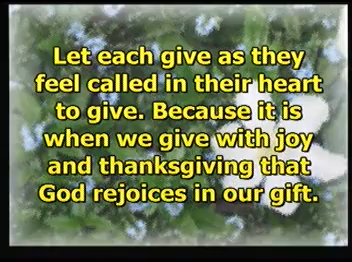 Let each give as they
feel called in their heart
to give. Because it is
when we give with joy
and thanksgiving that
God rejoices in our gift.